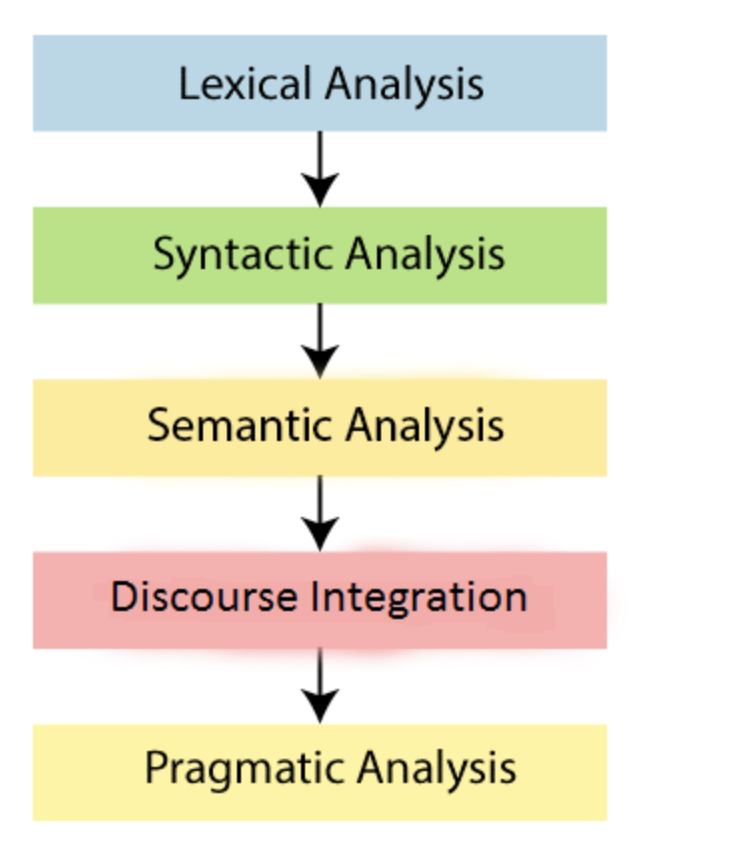 Lexical Analysis
Syntactic Analysis
Semantic Analysis
Discourse Integration
Pragmatic Analysis